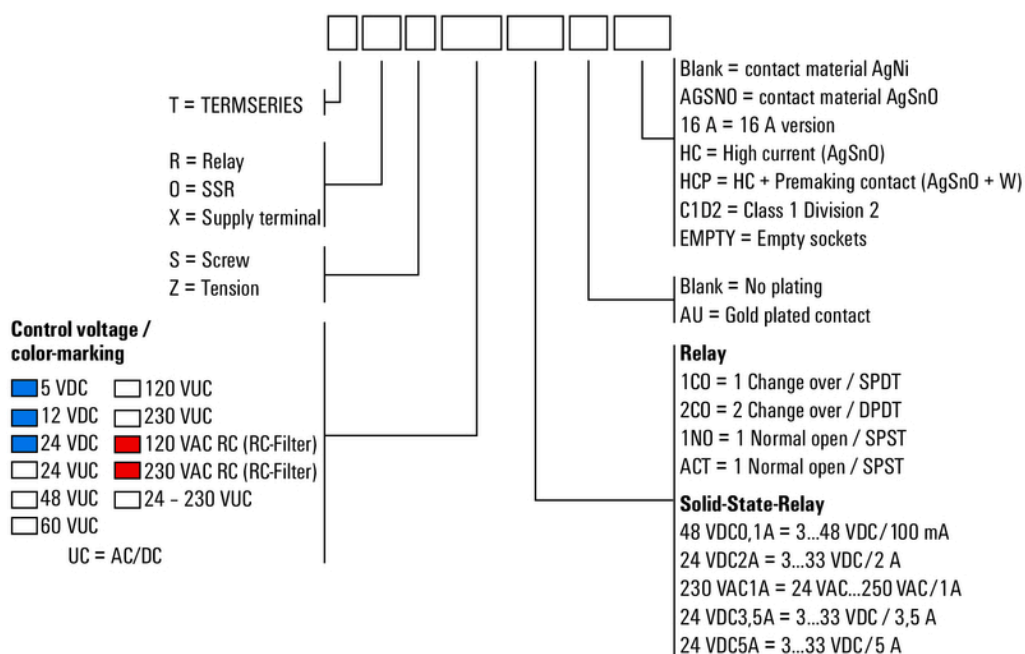 T = TERMSERIES
R = Relay
O = SSR
X = Supply terminal
S = Screw
Z = Tension
Control voltage /
color-marking
5 VDC 120 VUC
12 VDC 230 VUC
24 VDC 120 VAC RC (RC-Filter)
24 VUC 230 VAC RC (RC-Filter)
48 VUC 24 – 230 VUC
60 VUC
UC = AC/DC
Blank = contact material AgNi
AGSNO = contact material AgSnO
16 A = 16 A version
HC = High current (AgSnO)
HCP = HC + Premaking contact (AgSnO + W)
C1D2 = Class 1 Division 2
EMPTY = Empty sockets
Blank = No plating
AU = Gold plated contact
Relay
1CO = 1 Change over / SPDT
2CO = 2 Change over / DPDT
1NO = 1 Normal open / SPST
ACT = 1 Normal open / SPST
Solid-State-Relay
48 VDC0,1A = 3...48 VDC/100 mA
24 VDC2A = 3...33 VDC/2 A
230 VAC1A = 24 VAC...250 VAC/1A
24 VDC3,5A = 3...33 VDC / 3,5 A
24 VDC5A = 3...33 VDC/5 A